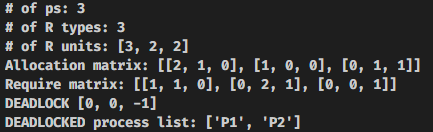 # of ps: 3
# of R types: 3
# of R units: [3, 2, 2]
Allocation matrix: [[2, 1, 0], [1, 0, 0], [0, 1, 1]]
Require matrix: [[1, 1, 0], [0, 2, 1], [0, 0, 1]]
DEADLOCK [0, 0, -1]
DEADLOCKED process list: ['P1', 'P2']